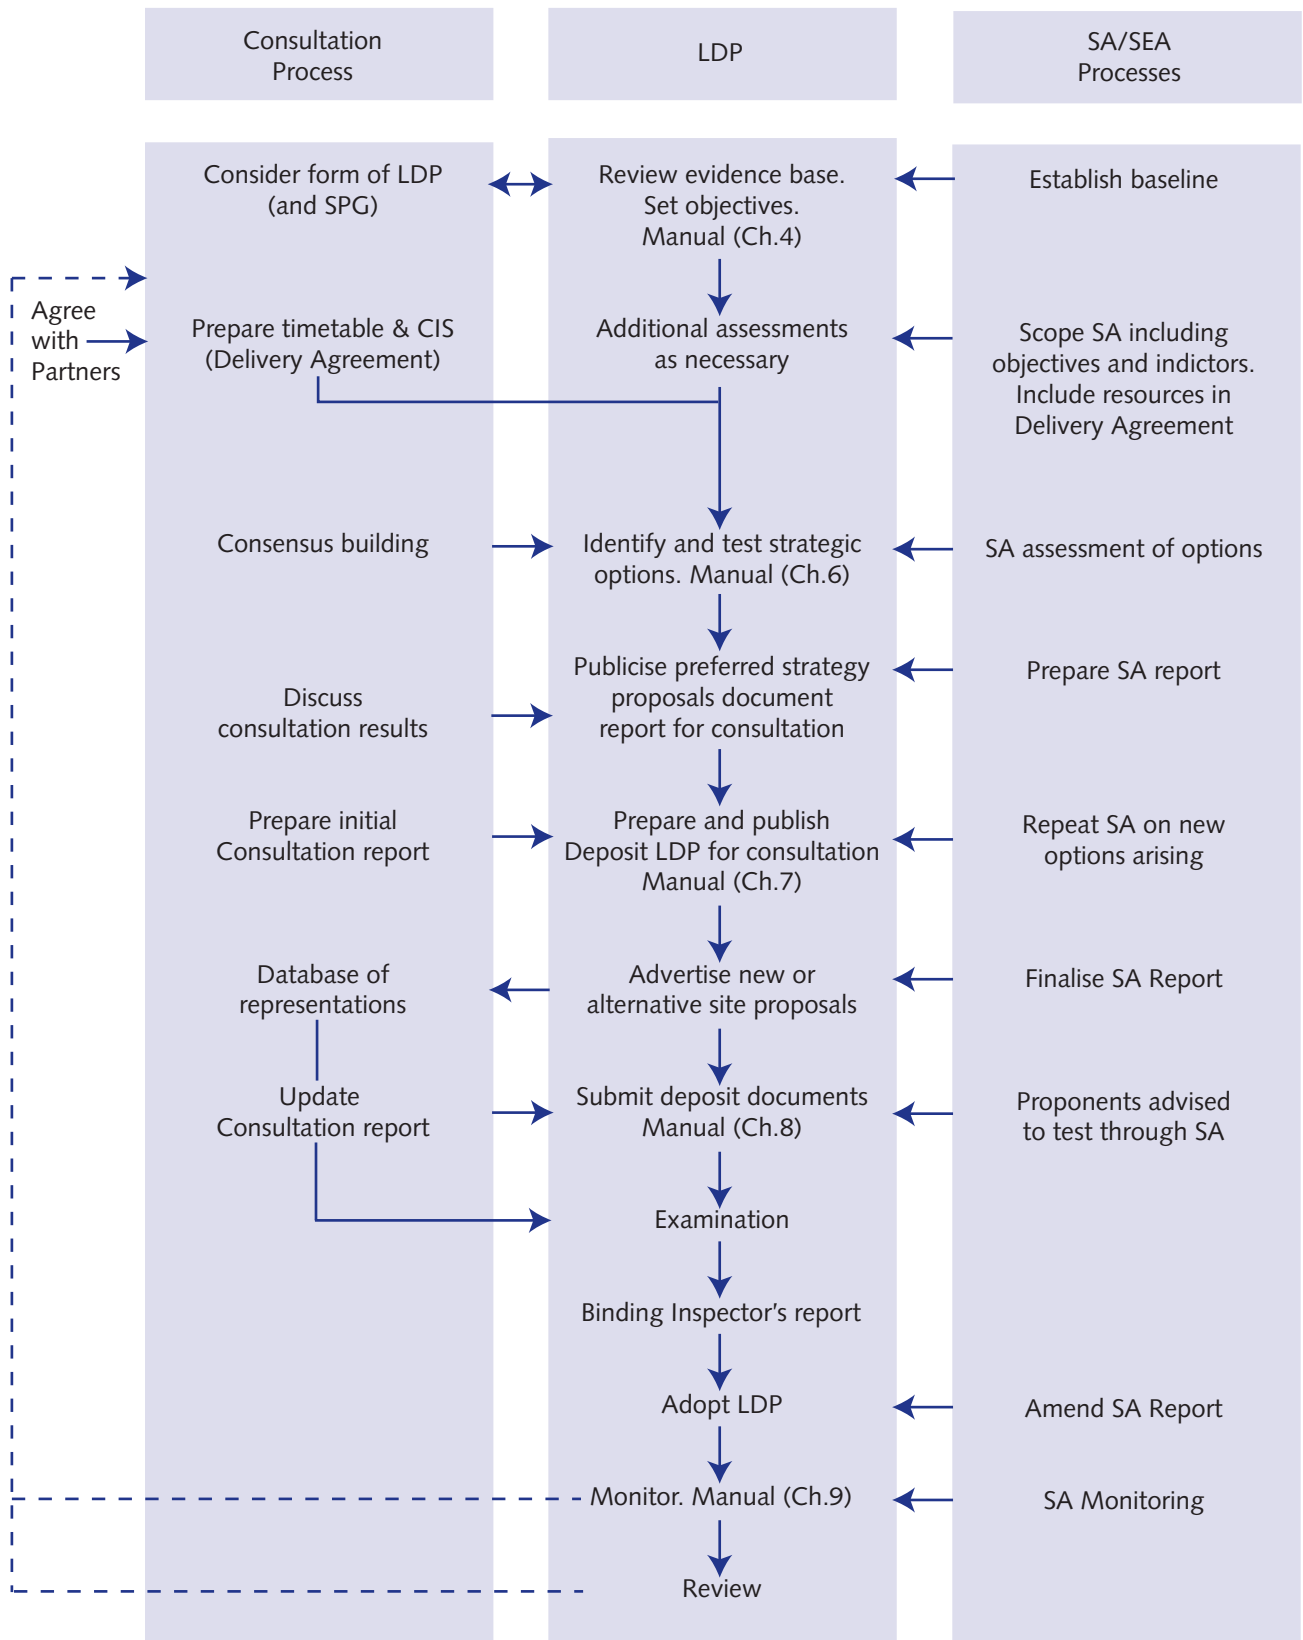 Consultation
Process
LDP
SA/SEA
Processes
Consider form of LDP
(and SPG)
Review evidence base.
Set objectives.
Manual (Ch.4)
Establish baseline
Agree
with
Partners
Prepare timetable & CIS
(Delivery Agreement)
Additional assessments
as necessary
Scope SA including
objectives and indictors.
Include resources in
Delivery Agreement
Consensus building
Identify and test strategic
options. Manual (Ch.6)
SA assessment of options
Discuss
consultation results
Publicise preferred strategy
proposals document
report for consultation
Prepare SA report
Prepare initial
Consultation report
Prepare and publish
Deposit LDP for consultation
Manual (Ch.7)
Repeat SA on new
options arising
Database of
representations
Advertise new or
alternative site proposals
Finalise SA Report
Update
Consultation report
Submit deposit documents
Manual (Ch.8)
Proponents advised
to test through SA
Examination
Binding Inspector’s report
Adopt LDP
Amend SA Report
Monitor. Manual (Ch.9)
SA Monitoring
Review